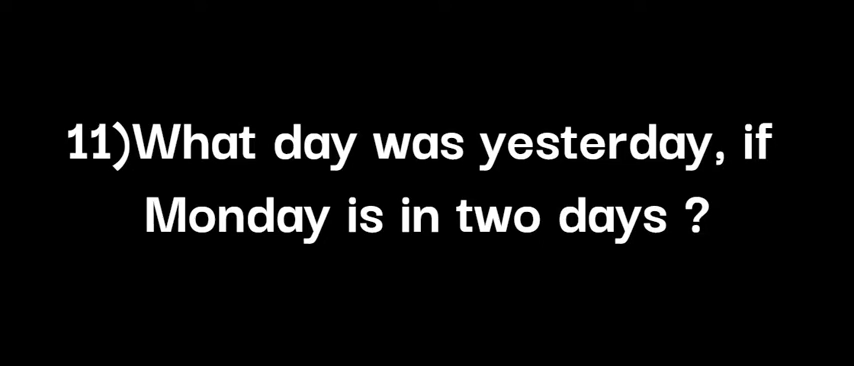 11)What day was yesterday, if
Monday is in two days ?